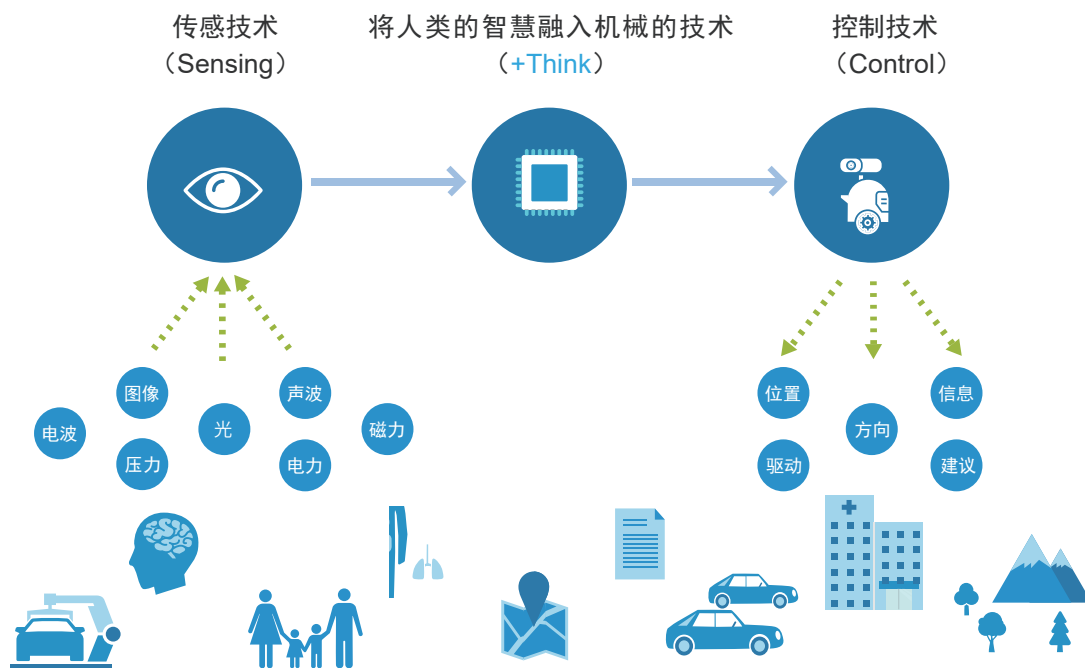 传感技术
（Sensing）
将人类的智慧融入机械的技术
（+Think）
控制技术
（Control）
电波
图像
压力
光
声波
电力
磁力
位置
驱动
方向
信息
建议